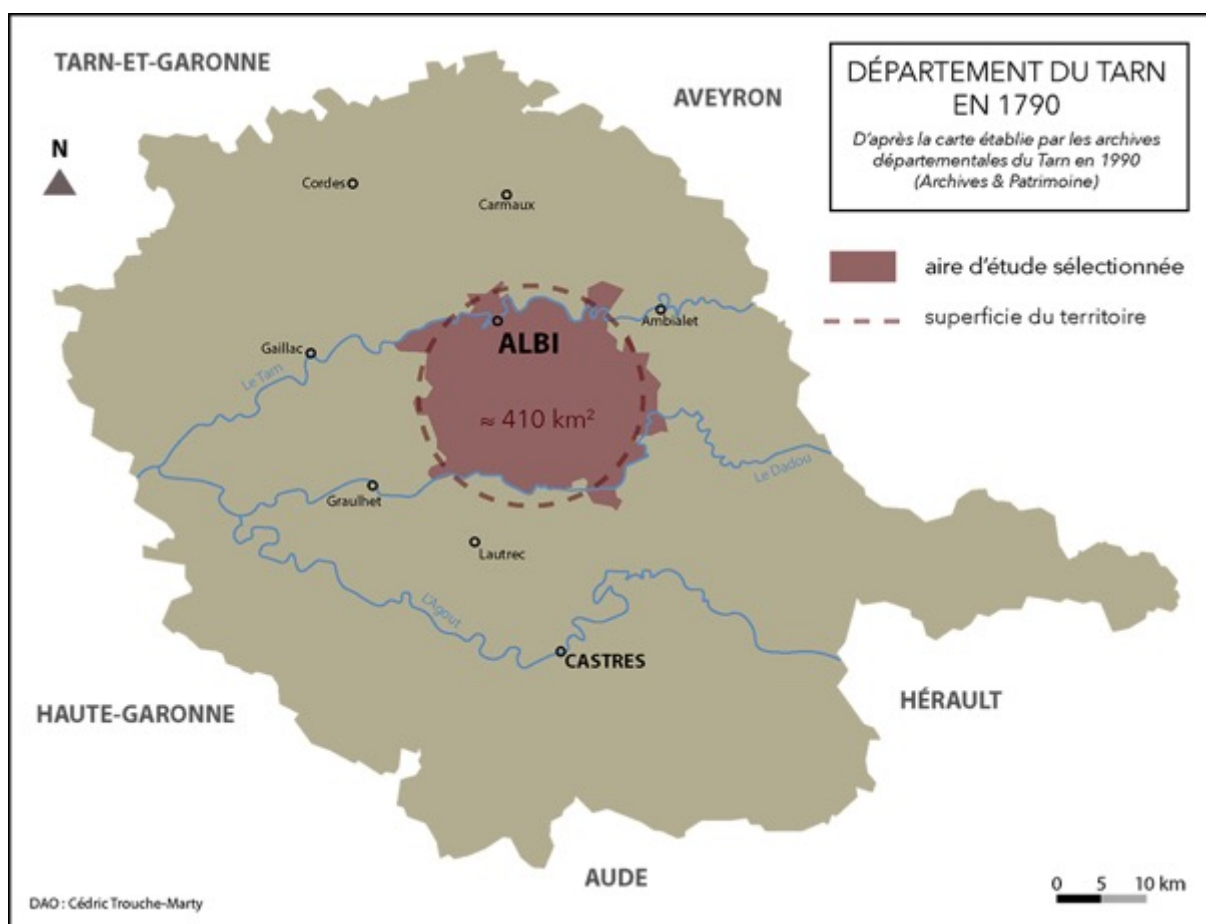 TARN-ET-GARONNE
AVEYRON
DÉPARTEMENT DU TARN
EN 1790
D'après la carte établie par les archives
départementales du Tarn en 1990
(Archives & Patrimoine)
N
Cordes
Carmaux
aire d'étude sélectionnée
superficie du territoire
Ambialet
ALBI
Gaillac
Le Tarn
≈ 410 km²
Le Dadou
Graulhet
Lautrec
L'Agout
CASTRES
HAUTE-GARONNE
HÉRAULT
AUDE
0 5 10 km
DAO : Cédric Trouche-Marty